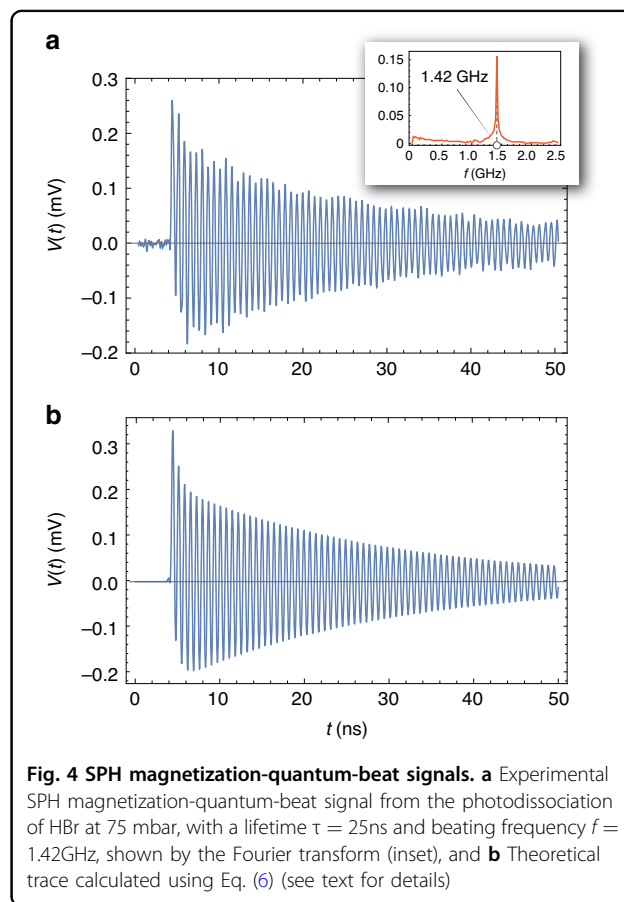 a
0.3
0.2
0.1
0.0
−0.1
−0.2
V(t) (mV)
0 10 20 30 40 50
0.15
0.10
0.05
0
1.42 GHz
0 0.5 1.0 1.5 2.0 2.5
f (GHz)
b
0.3
0.2
0.1
0.0
−0.1
−0.2
V(t) (mV)
0 10 20 30 40 50
t (ns)
Fig. 4 SPH magnetization-quantum-beat signals. a Experimental
SPH magnetization-quantum-beat signal from the photodissociation
of HBr at 75 mbar, with a lifetime τ = 25ns and beating frequency f =
1.42GHz, shown by the Fourier transform (inset), and b Theoretical
trace calculated using Eq. (6) (see text for details)